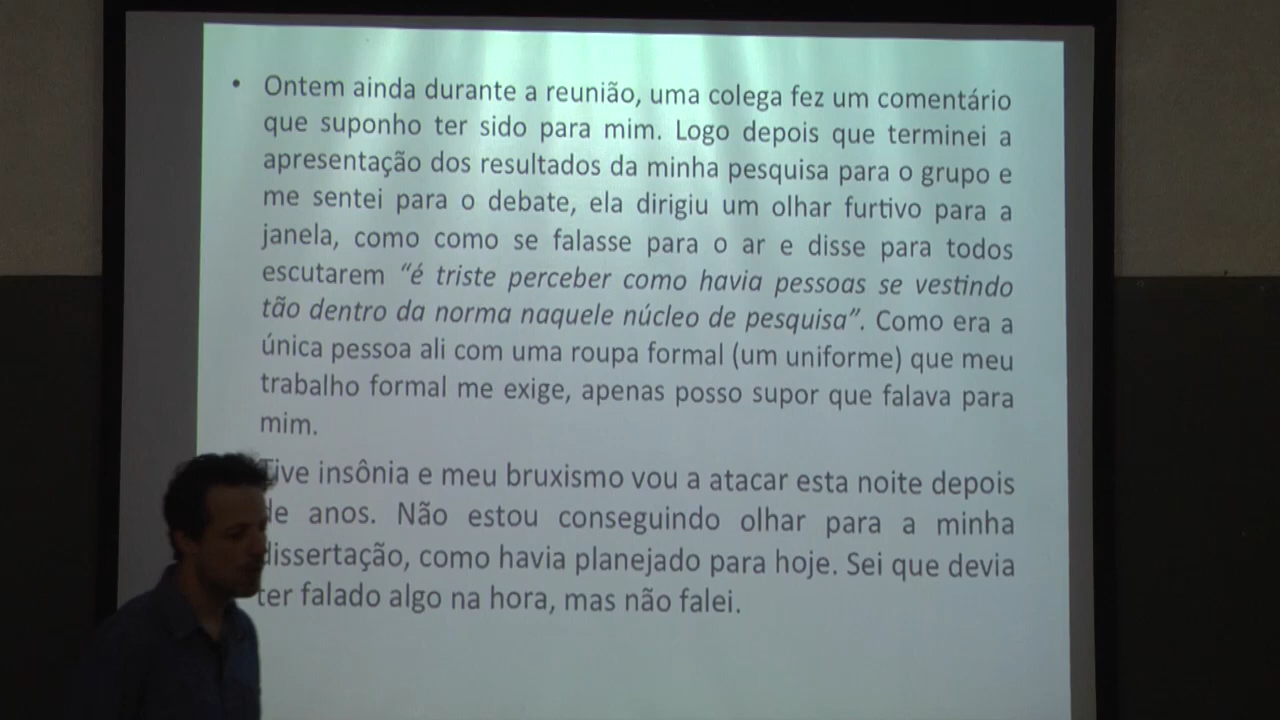 • Ontem ainda durante a reunião, uma colega fez um comentário
que suponho ter sido para mim. Logo depois que terminei a
apresentação dos resultados da minha pesquisa para o grupo e
me sentei para o debate, ela dirigiu um olhar furtivo para a
janela, como como se falasse para o ar e disse para todos
escutarem “é triste perceber como havia pessoas se vestindo
tão dentro da norma naquele núcleo de pesquisa”. Como era a
única pessoa ali com uma roupa formal (um uniforme) que meu
trabalho formal me exige, apenas posso supor que falava para
mim.
Tive insônia e meu bruxismo vou a atacar esta noite depois
de anos. Não estou conseguindo olhar para a minha
dissertação, como havia planejado para hoje. Sei que devia
ter falado algo na hora, mas não falei.